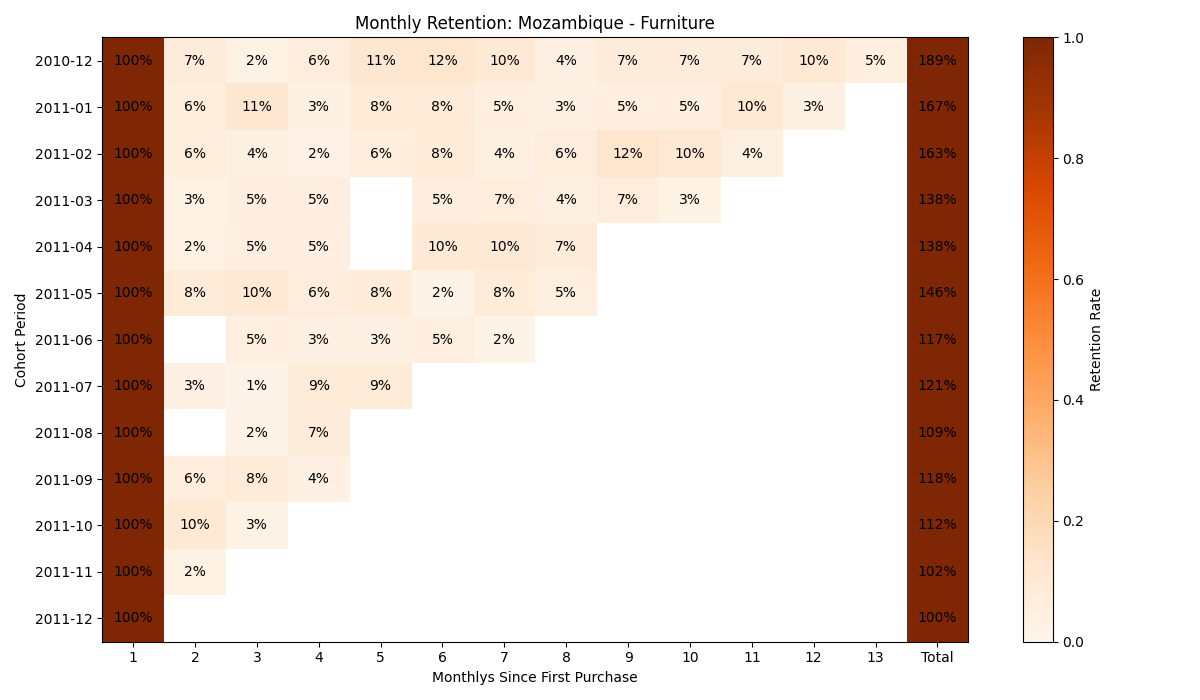 Monthly Retention: Mozambique - Furniture
2010-12 100% 7% 2% 6% 11% 12% 10% 4% 7% 7% 7% 10% 5% 189%
2011-01 100% 6% 11% 3% 8% 8% 5% 3% 5% 5% 10% 3% 167%
2011-02 100% 6% 4% 2% 6% 8% 4% 6% 12% 10% 4% 163%
2011-03 100% 3% 5% 5% 5% 7% 4% 7% 3% 138%
2011-04 100% 2% 5% 5% 10% 10% 7% 138%
2011-05 100% 8% 10% 6% 8% 2% 8% 5% 146%
2011-06 100% 5% 3% 3% 5% 2% 117%
2011-07 100% 3% 1% 9% 9% 121%
2011-08 100% 2% 7% 109%
2011-09 100% 6% 8% 4% 118%
2011-10 100% 10% 3% 112%
2011-11 100% 2% 102%
2011-12 100% 100%
1 2 3 4 5 6 7 8 9 10 11 12 13 Total
Monthlys Since First Purchase
Cohort Period
1.0
0.8
0.6
0.4
0.2
0.0
Retention Rate